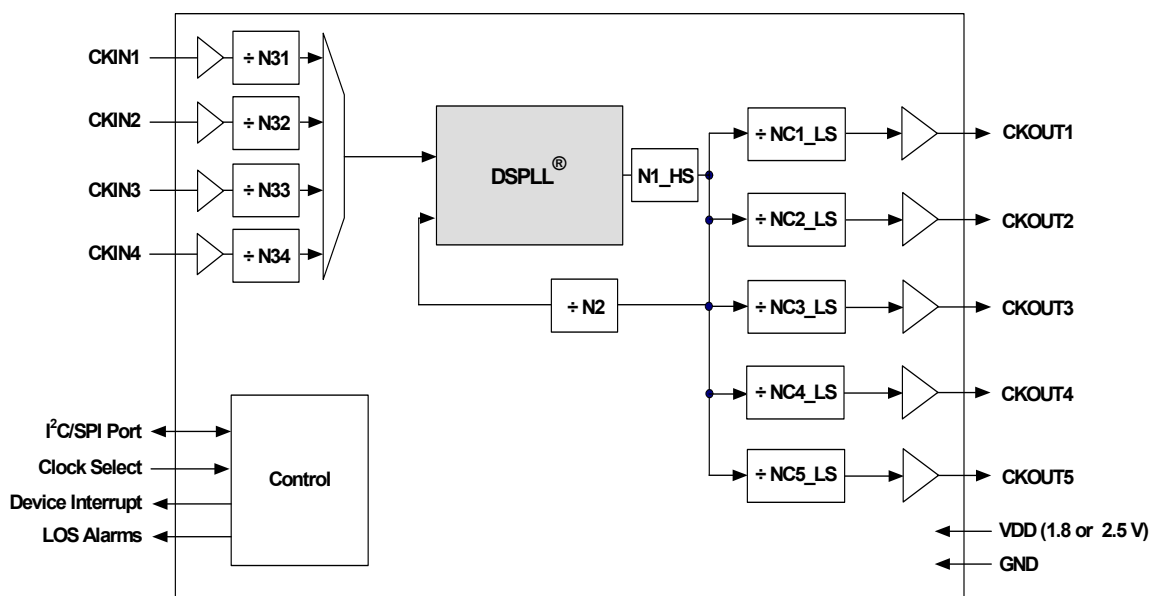 CKIN1
÷ N31
CKIN2
÷ N32
CKIN3
÷ N33
CKIN4
÷ N34
DSPLL®
N1_HS
÷ N2
÷ NC1_LS
CKOUT1
÷ NC2_LS
CKOUT2
÷ NC3_LS
CKOUT3
÷ NC4_LS
CKOUT4
÷ NC5_LS
CKOUT5
I²C/SPI Port
Clock Select
Device Interrupt
LOS Alarms
Control
VDD (1.8 or 2.5 V)
GND